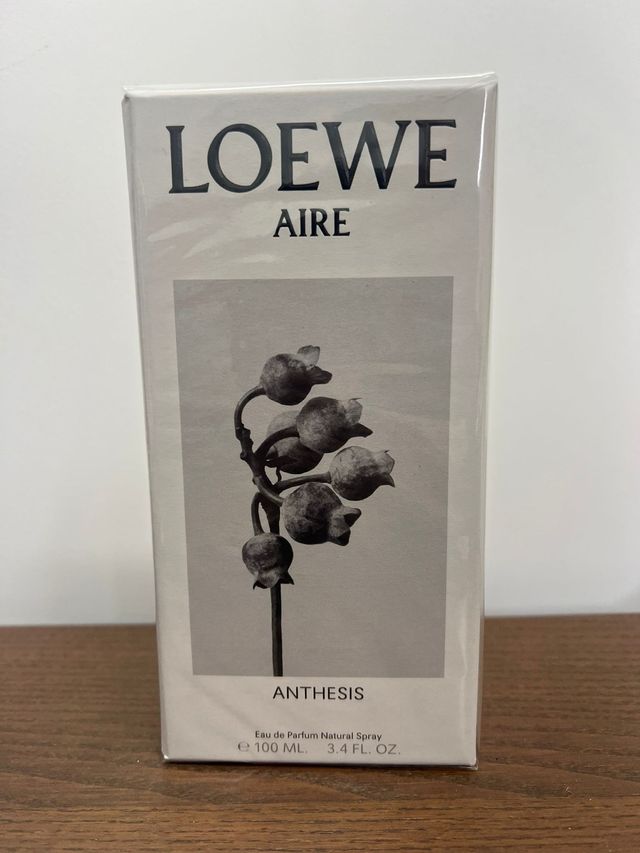 LOEWE
AIRE
ANTHESIS
Eau de Parfum Natural Spray
℮ 100 ML. 3.4 FL. OZ.